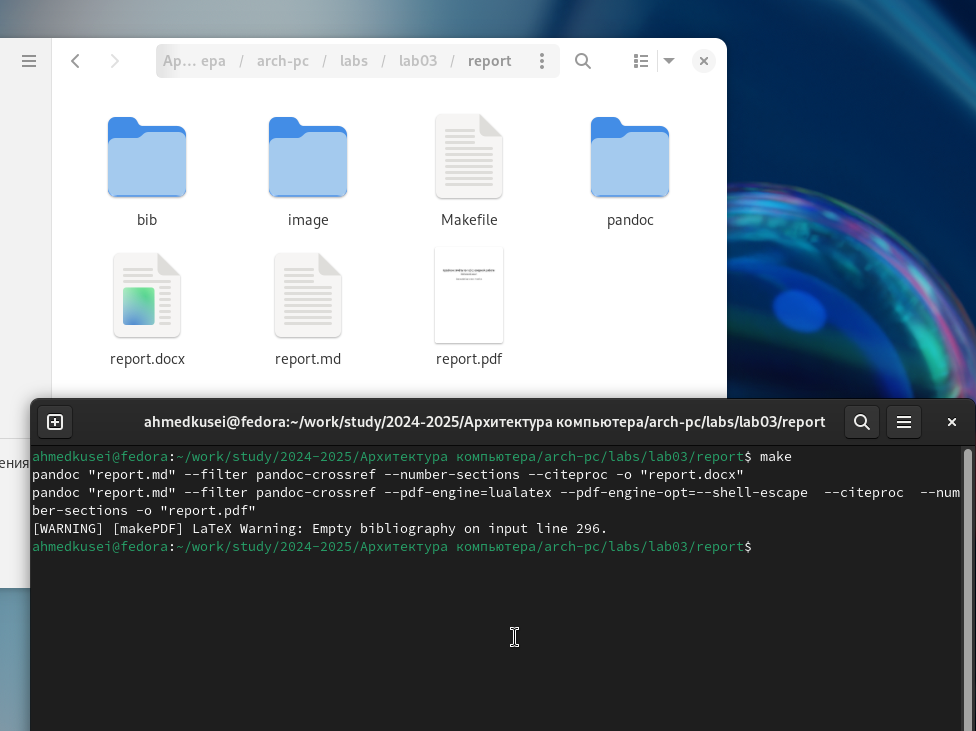 Ap… ера / arch-pc / labs / lab03 / report
bib
image
Makefile
pandoc
report.docx
report.md
report.pdf
ения
ahmedkusei@fedora:~/work/study/2024-2025/Архитектура компьютера/arch-pc/labs/lab03/report
ahmedkusei@fedora:~/work/study/2024-2025/Архитектура компьютера/arch-pc/labs/lab03/report$ make
pandoc "report.md" --filter pandoc-crossref --number-sections --citeproc -o "report.docx"
pandoc "report.md" --filter pandoc-crossref --pdf-engine=lualatex --pdf-engine-opt=--shell-escape  --citeproc  --num
ber-sections -o "report.pdf"
[WARNING] [makePDF] LaTeX Warning: Empty bibliography on input line 296.
ahmedkusei@fedora:~/work/study/2024-2025/Архитектура компьютера/arch-pc/labs/lab03/report$